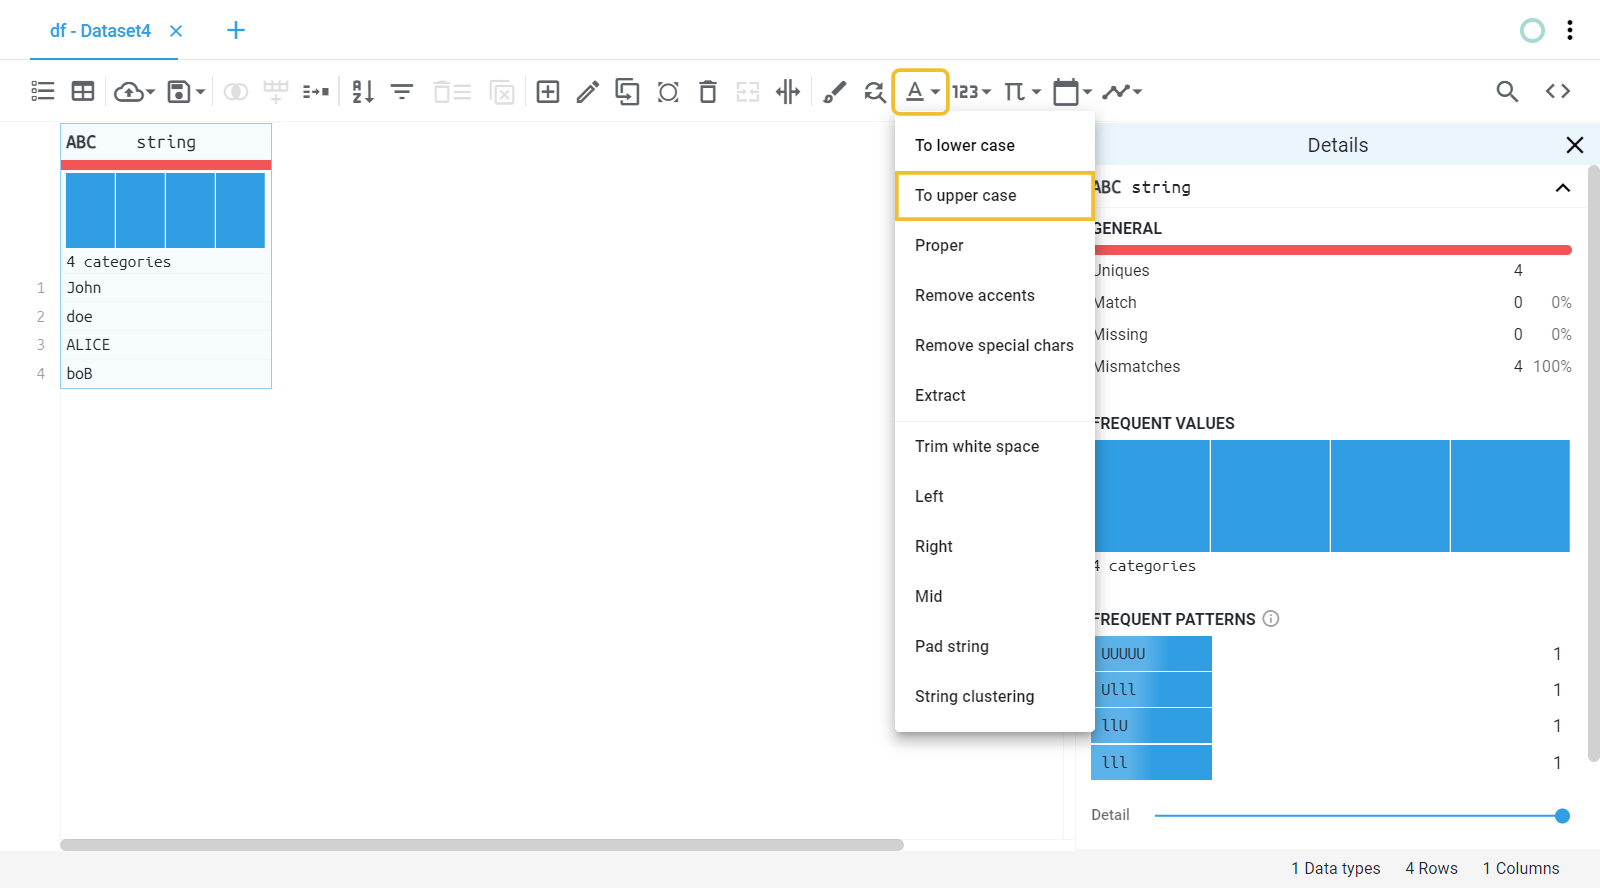 df - Dataset4
123
ABC string
4 categories
1 John
2 doe
3 ALICE
4 boB
To lower case
To upper case
Proper
Remove accents
Remove special chars
Extract
Trim white space
Left
Right
Mid
Pad string
String clustering
Details
ABC string
GENERAL
Uniques 4
Match 0 0%
Missing 0 0%
Mismatches 4 100%
FREQUENT VALUES
4 categories
FREQUENT PATTERNS
UUUUU 1
Ulll 1
llU 1
lll 1
Detail
1 Data types 4 Rows 1 Columns